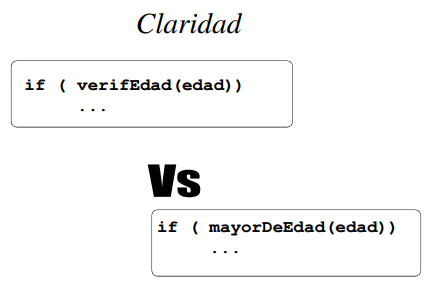 Claridad
if ( verifEdad(edad))
...
Vs
if ( mayorDeEdad(edad))
...